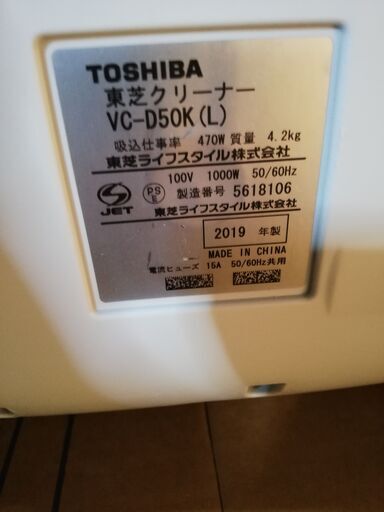 TOSHIBA
東芝クリーナー
VC-D50K(L)
吸込仕事率 470W 質量 4.2kg
東芝ライフスタイル株式会社
100V 1000W 50/60Hz
JET PS E 製造番号 5618106
東芝ライフスタイル株式会社
2019 年製
MADE IN CHINA
電流ヒューズ 15A 50/60Hz共用